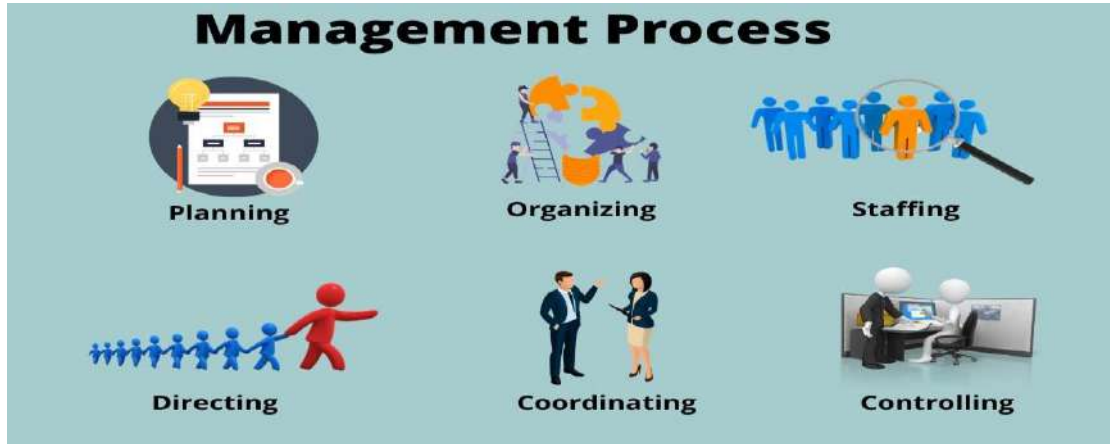 Management Process
Planning
Organizing
Staffing
Directing
Coordinating
Controlling